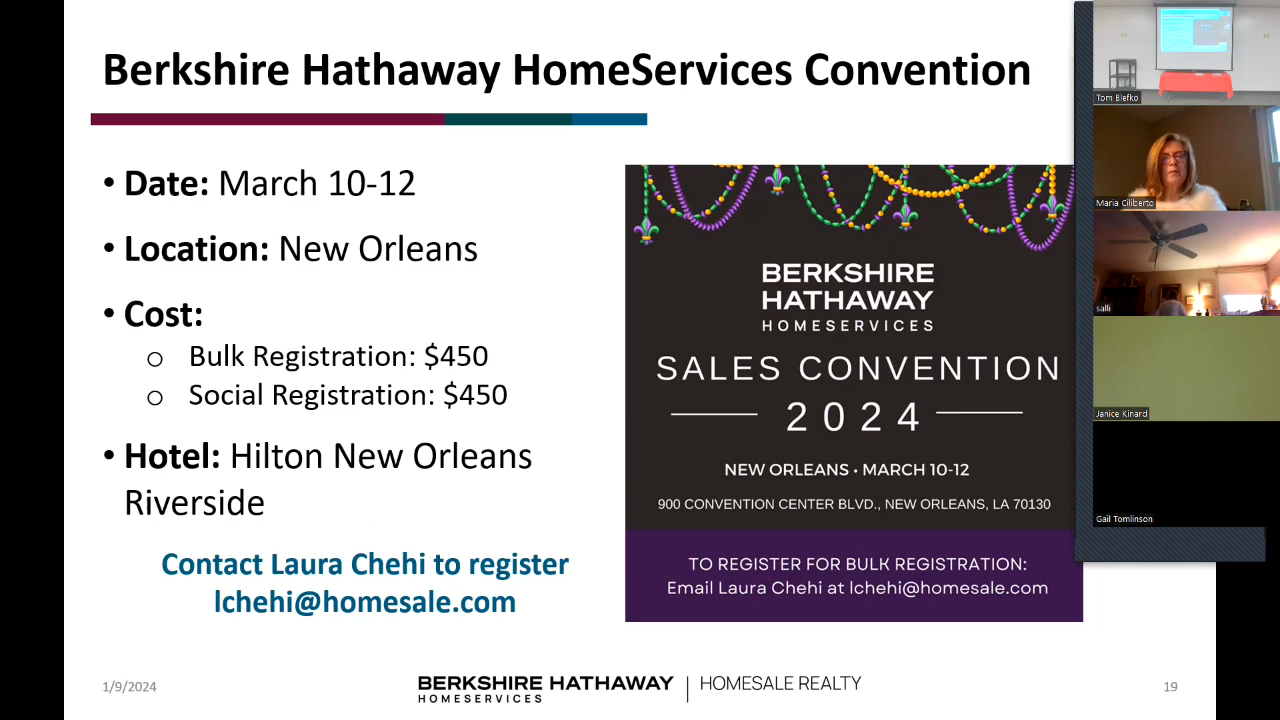 Berkshire Hathaway HomeServices Convention
• Date: March 10-12
• Location: New Orleans
• Cost:
o Bulk Registration: $450
o Social Registration: $450
• Hotel: Hilton New Orleans
Riverside
Contact Laura Chehi to register
lchehi@homesale.com
BERKSHIRE
HATHAWAY
HOMESERVICES
SALES CONVENTION
2024
NEW ORLEANS • MARCH 10-12
900 CONVENTION CENTER BLVD., NEW ORLEANS, LA 70130
TO REGISTER FOR BULK REGISTRATION:
Email Laura Chehi at lchehi@homesale.com
Tom Blefko
Maria Ciliberto
salli
Janice Kinard
Gail Tomlinson
1/9/2024
BERKSHIRE HATHAWAY
HOMESERVICES
HOMESALE REALTY
19